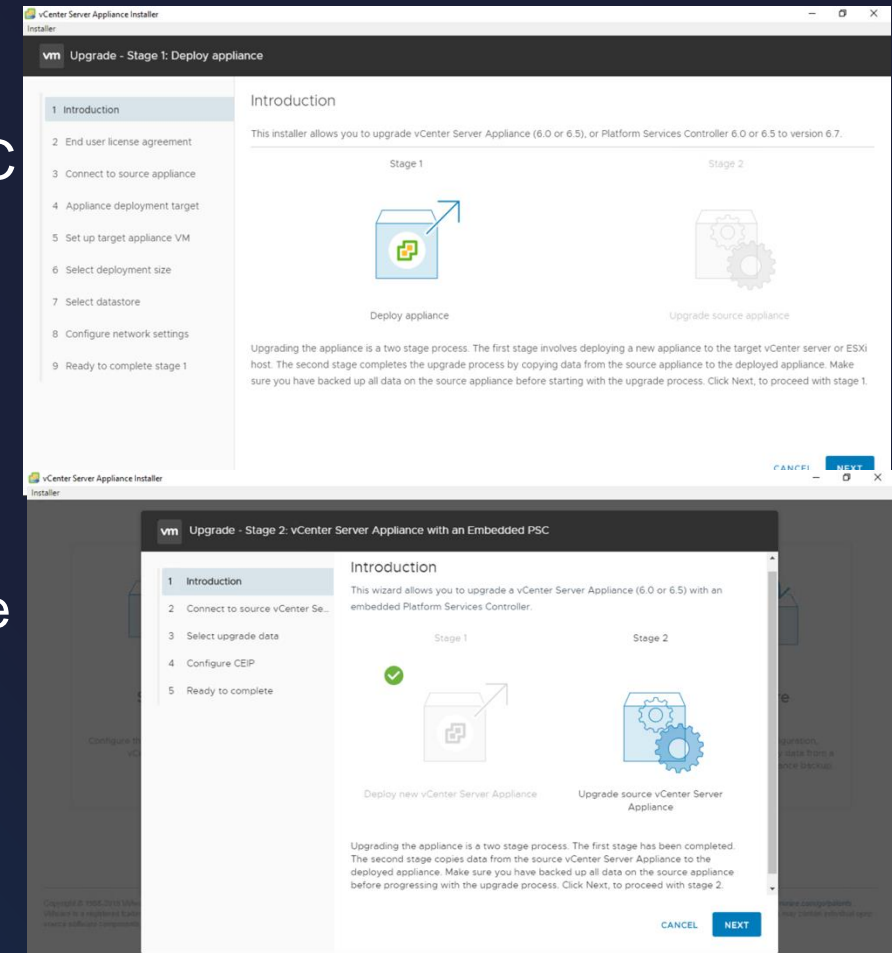 vCenter Server Appliance Installer
Installer
vm Upgrade - Stage 1: Deploy appliance
1 Introduction
2 End user license agreement
3 Connect to source appliance
4 Appliance deployment target
5 Set up target appliance VM
6 Select deployment size
7 Select datastore
8 Configure network settings
9 Ready to complete stage 1
Introduction
This installer allows you to upgrade vCenter Server Appliance (6.0 or 6.5), or Platform Services Controller 6.0 or 6.5 to version 6.7.
Stage 1
Stage 2
Deploy appliance
Upgrade source appliance
Upgrading the appliance is a two stage process. The first stage involves deploying a new appliance to the target vCenter server or ESXi
host. The second stage completes the upgrade process by copying data from the source appliance to the deployed appliance. Make
sure you have backed up all data on the source appliance before starting with the upgrade process. Click Next, to proceed with stage 1.
CANCEL NEXT
C
e
vCenter Server Appliance Installer
Installer
vm Upgrade - Stage 2: vCenter Server Appliance with an Embedded PSC
1 Introduction
2 Connect to source vCenter Se...
3 Select upgrade data
4 Configure CEIP
5 Ready to complete
Introduction
This wizard allows you to upgrade a vCenter Server Appliance (6.0 or 6.5) with an
embedded Platform Services Controller.
Stage 1
Stage 2
Deploy new vCenter Server Appliance
Upgrade source vCenter Server
Appliance
Upgrading the appliance is a two stage process. The first stage has been completed.
The second stage copies data from the source vCenter Server Appliance to the
deployed appliance. Make sure you have backed up all data on the source appliance
before progressing with the upgrade process. Click Next, to proceed with stage 2.
CANCEL NEXT